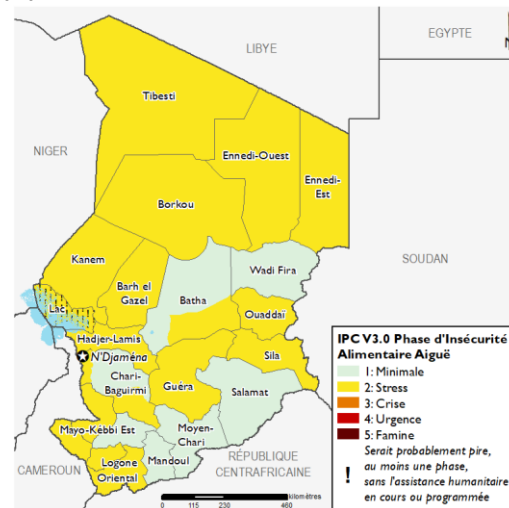 EGYPTE
LIBYE
Tibesti
NIGER
Ennedi-Ouest
Ennedi-
Est
Borkou
Kanem
Wadi Fira
SOUDAN
Barh el
Gazel
Batha
Lac
Ouaddaï
Hadjer-Lamis
N'Djaména
Sila
Chari-
Baguirmi
Guéra
Salamat
Mayo-Kébbi Est
Moyen-
Chari
Logone
Oriental
Mandoul
CAMEROUN
RÉPUBLIQUE
CENTRAFRICAINE
IPC V3.0 Phase d'Insécurité
Alimentaire Aiguë
1: Minimale
2: Stress
3: Crise
4: Urgence
5: Famine
Serait probablement pire,
au moins une phase,
! sans l'assistance humanitaire
en cours ou programmée
kilomètres
0 115 230 460